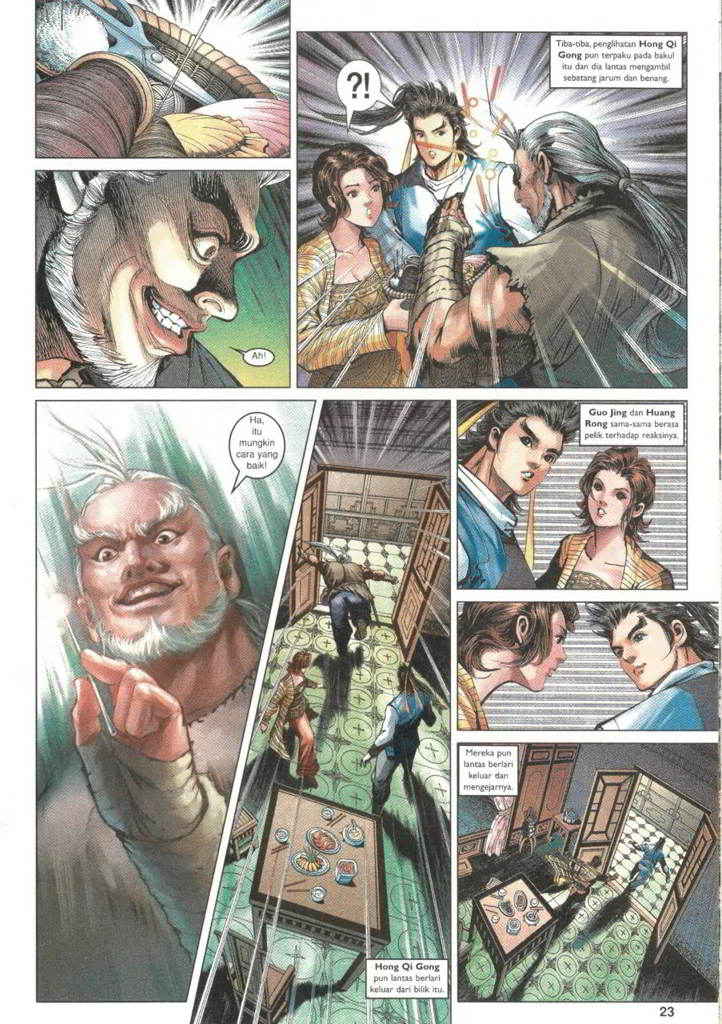 Tiba-tiba, penglihatan Hong Qi
Gong pun terpaku pada bakul
itu dan dia lantas mengambil
sebatang jarum dan benang.
?!
Ah!
Ha,
itu
mungkin
cara yang
baik!
Hong Qi Gong
pun lantas berlari
keluar dari bilik itu.
Guo Jing dan Huang
Rong sama-sama berasa
pelik terhadap reaksinya.
Mereka pun
lantas berlari
keluar dan
mengejarnya.
23